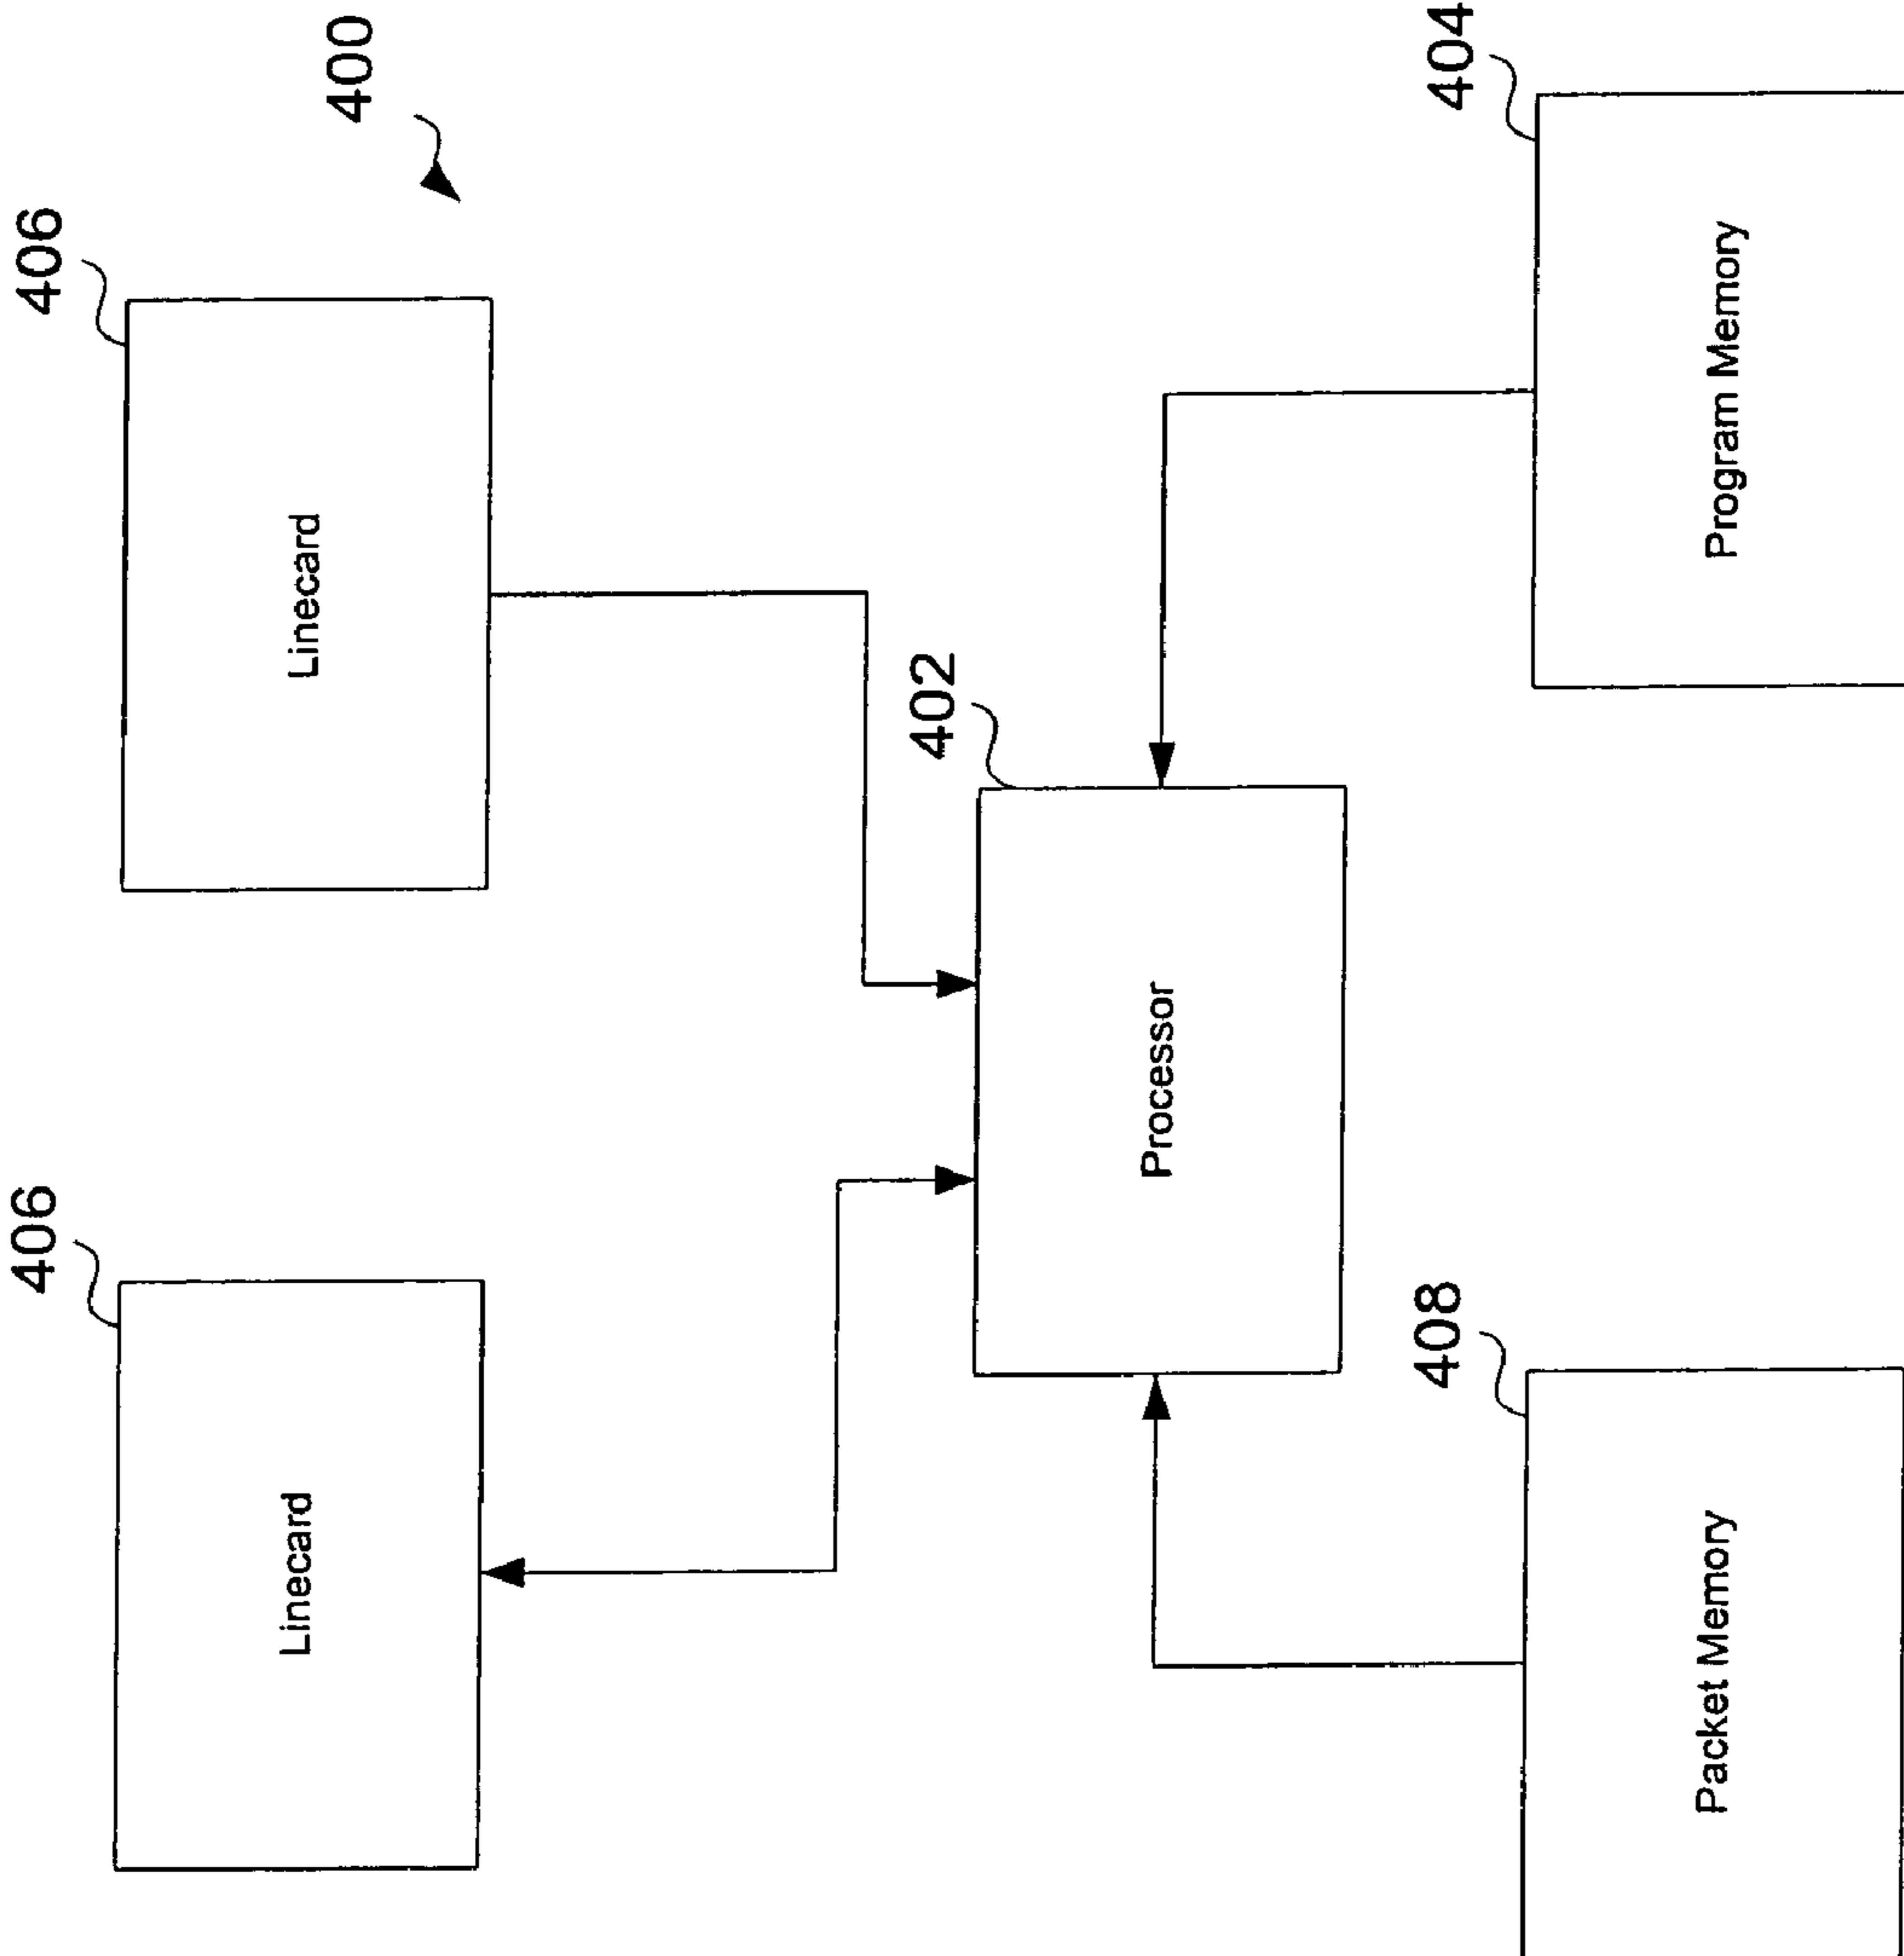 400
406
Linecard
406
Linecard
402
Processor
404
Program Memory
408
Packet Memory